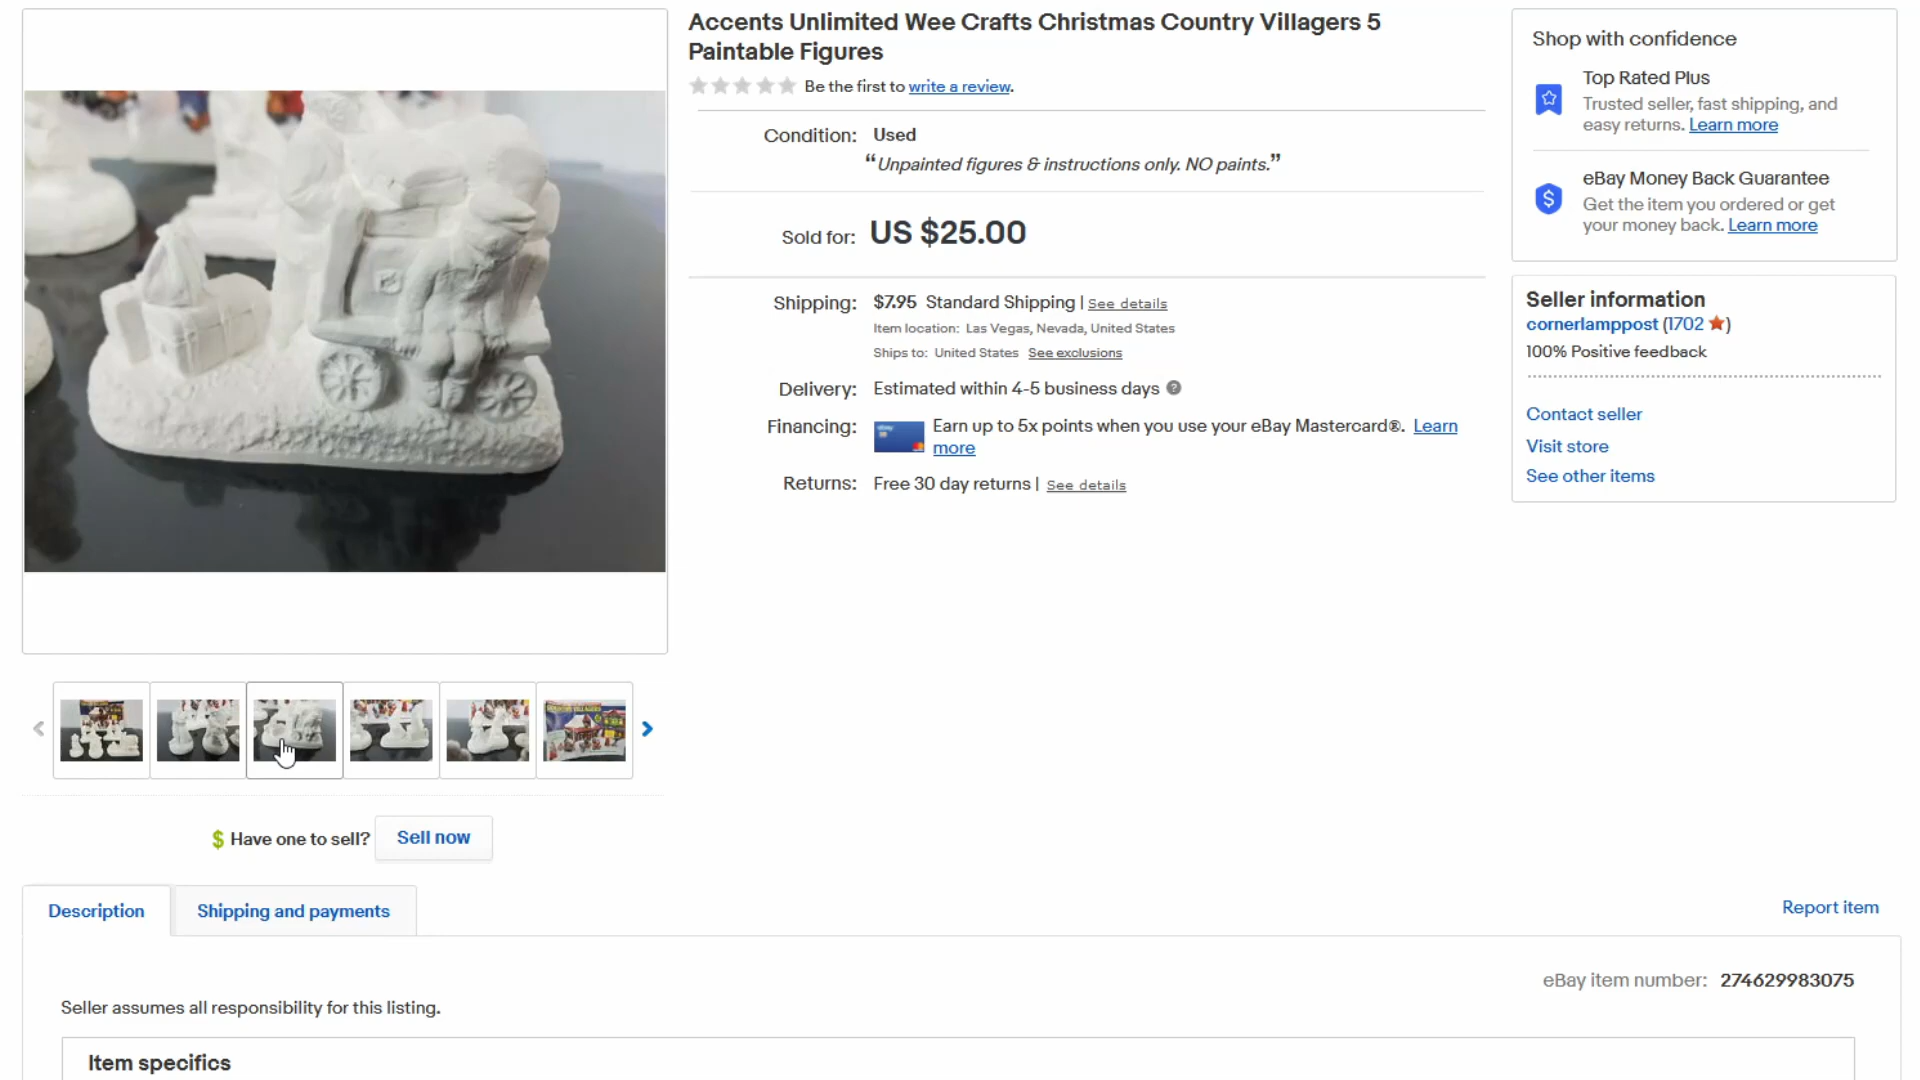 Accents Unlimited Wee Crafts Christmas Country Villagers 5
Paintable Figures
Be the first to write a review.
Condition: Used
“Unpainted figures & instructions only. NO paints.”
Sold for: US $25.00
Shipping: $7.95 Standard Shipping | See details
Item location: Las Vegas, Nevada, United States
Ships to: United States See exclusions
Delivery: Estimated within 4-5 business days
Financing: Earn up to 5x points when you use your eBay Mastercard®. Learn
more
Returns: Free 30 day returns | See details
Shop with confidence
Top Rated Plus
Trusted seller, fast shipping, and
easy returns. Learn more
eBay Money Back Guarantee
Get the item you ordered or get
your money back. Learn more
Seller information
cornerlamppost (1702)
100% Positive feedback
Contact seller
Visit store
See other items
$ Have one to sell? Sell now
Description
Shipping and payments
Report item
eBay item number: 274629983075
Seller assumes all responsibility for this listing.
Item specifics